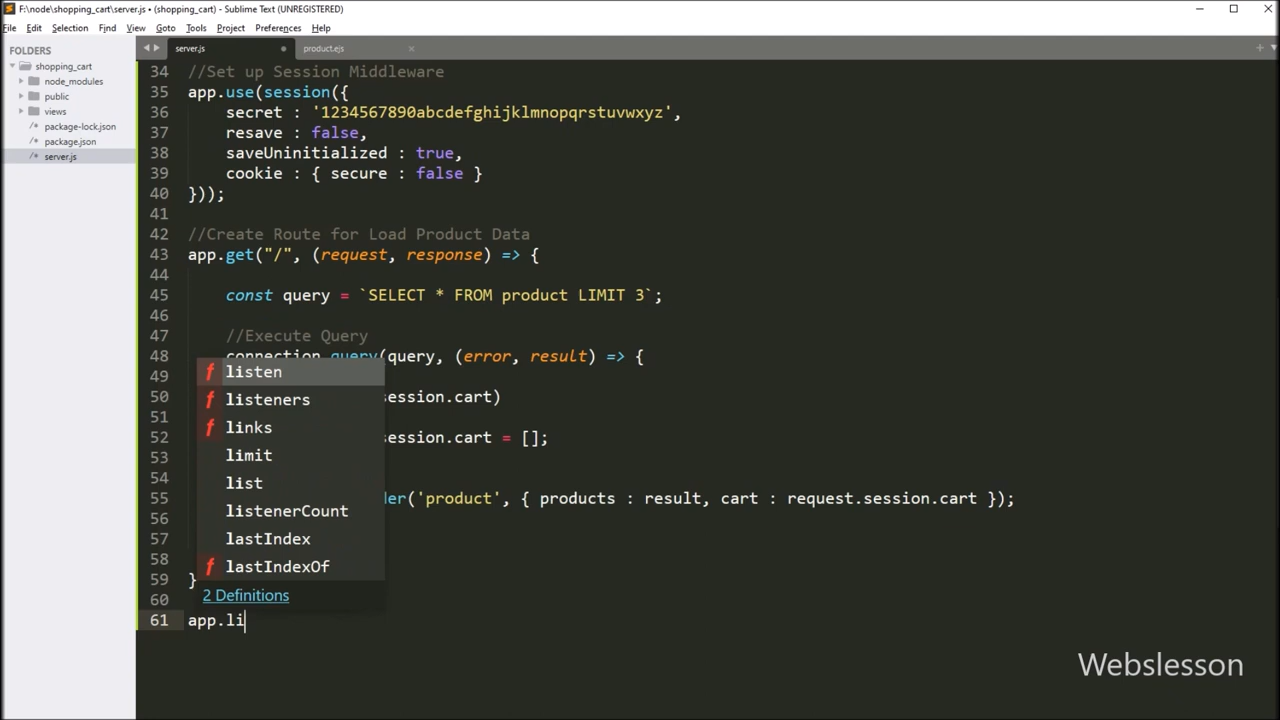 F:\node\shopping_cart\server.js • (shopping_cart) - Sublime Text (UNREGISTERED)
File Edit Selection Find View Goto Tools Project Preferences Help
FOLDERS
shopping_cart
node_modules
public
views
package-lock.json
package.json
server.js
server.js product.ejs
34 //Set up Session Middleware
35 app.use(session({
36 secret : '1234567890abcdefghijklmnopqrstuvwxyz',
37 resave : false,
38 saveUninitialized : true,
39 cookie : { secure : false }
40 }));
41
42 //Create Route for Load Product Data
43 app.get("/", (request, response) => {
44
45 const query = `SELECT * FROM product LIMIT 3`;
46
47 //Execute Query
48 connection.query(query, (error, result) => {
49
50 session.cart)
51
52 session.cart = [];
53
54
55 der('product', { products : result, cart : request.session.cart });
56
57
58
59 }
60
61 app.li
f listen
f listeners
f links
limit
list
listenerCount
lastIndex
f lastIndexOf
2 Definitions
Webslesson